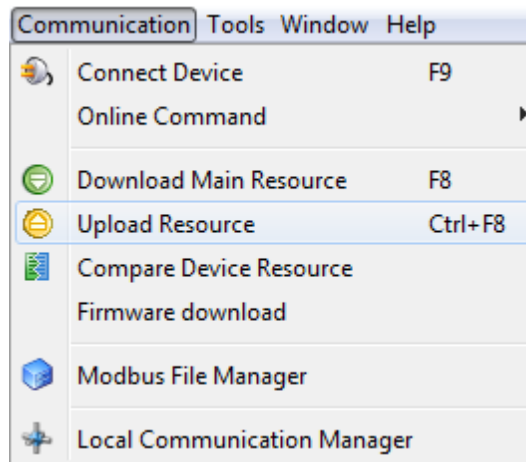 Communication Tools Window Help
Connect Device F9
Online Command
Download Main Resource F8
Upload Resource Ctrl+F8
Compare Device Resource
Firmware download
Modbus File Manager
Local Communication Manager